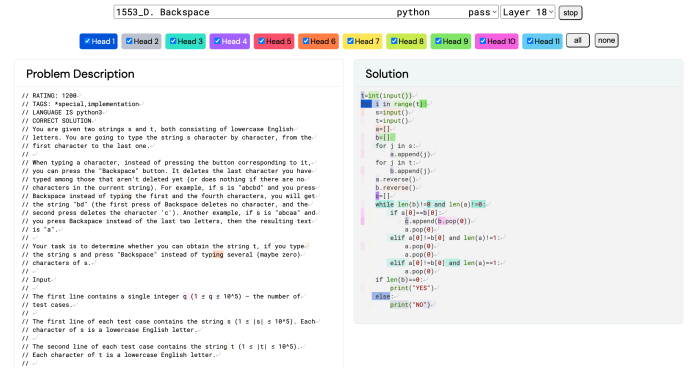 1553_D. Backspace python pass Layer 18 stop
Head 1 Head 2 Head 3 Head 4 Head 5 Head 6 Head 7 Head 8 Head 9 Head 10 Head 11 all none
Problem Description
// RATING: 1200
// TAGS: *special,implementation
// LANGUAGE IS python3
// CORRECT SOLUTION
// You are given two strings s and t, both consisting of lowercase English
// letters. You are going to type the string s character by character, from the
// first character to the last one.
//
// When typing a character, instead of pressing the button corresponding to it,
// you can press the "Backspace" button. It deletes the last character you have
// typed among those that aren't deleted yet (or does nothing if there are no
// characters in the current string). For example, if s is "abcbd" and you press
// Backspace instead of typing the first and the fourth characters, you will get
// the string "bd" (the first press of Backspace deletes no character, and the
// second press deletes the character 'c'). Another example, if s is "abcaa" and
// you press Backspace instead of the last two letters, then the resulting text
// is "a".
//
// Your task is to determine whether you can obtain the string t, if you type
// the string s and press "Backspace" instead of typing several (maybe zero)
// characters of s.
//
// Input
//
// The first line contains a single integer q (1 ≤ q ≤ 10^5) — the number of
// test cases.
//
// The first line of each test case contains the string s (1 ≤ |s| ≤ 10^5). Each
// character of s is a lowercase English letter.
//
// The second line of each test case contains the string t (1 ≤ |t| ≤ 10^5).
// Each character of t is a lowercase English letter.
//
Solution
t=int(input())
for i in range(t):
s=input()
t=input()
a=[]
b=[]
for j in s:
a.append(j)
for j in t:
b.append(j)
a.reverse()
b.reverse()
c=[]
while len(b)!=0 and len(a)!=0:
if a[0]==b[0]:
c.append(b.pop(0))
a.pop(0)
elif a[0]!=b[0] and len(a)!=1:
a.pop(0)
a.pop(0)
elif a[0]!=b[0] and len(a)==1:
a.pop(0)
if len(b)==0:
print("YES")
else:
print("NO")